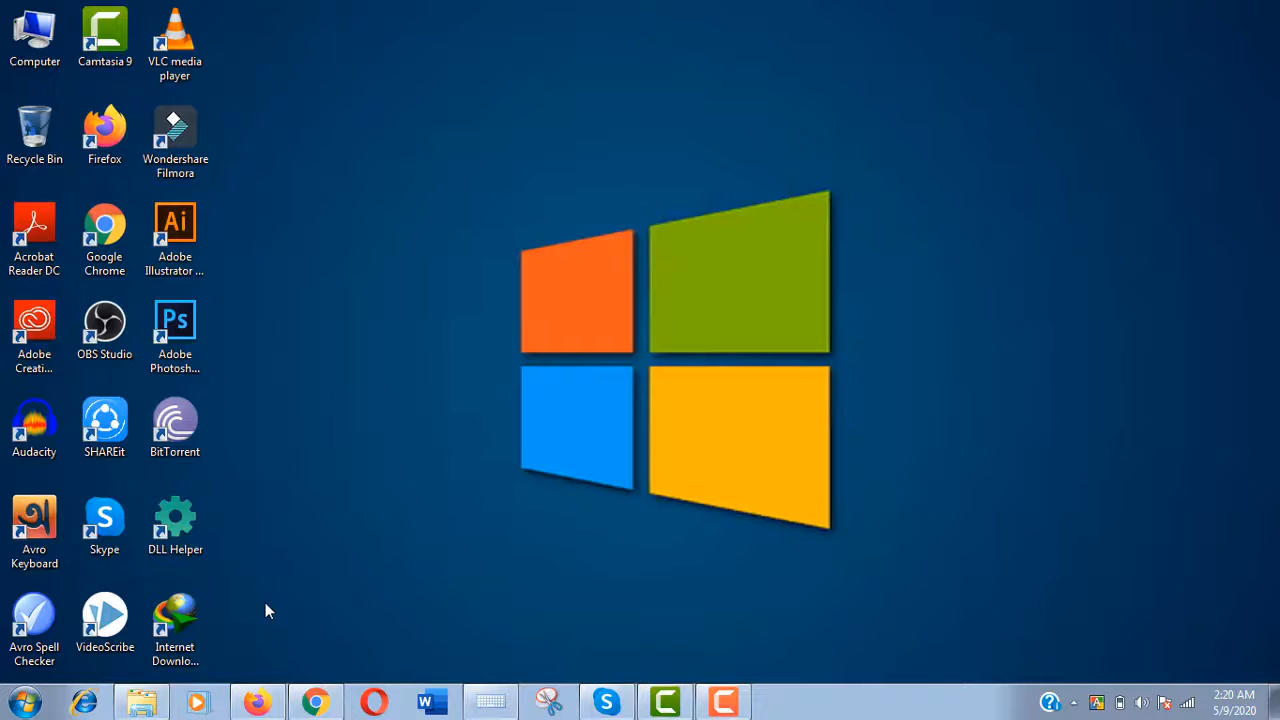 Computer
Camtasia 9
VLC media
player
Recycle Bin
Firefox
Wondershare
Filmora
Acrobat
Reader DC
Google
Chrome
Ai
Adobe
Illustrator ...
Adobe
Creati...
OBS Studio
Ps
Adobe
Photosh...
Audacity
SHAREit
BitTorrent
অ
Avro
Keyboard
S
Skype
DLL Helper
Avro Spell
Checker
VideoScribe
Internet
Downlo...
W
S
C
C
2:20 AM
5/9/2020